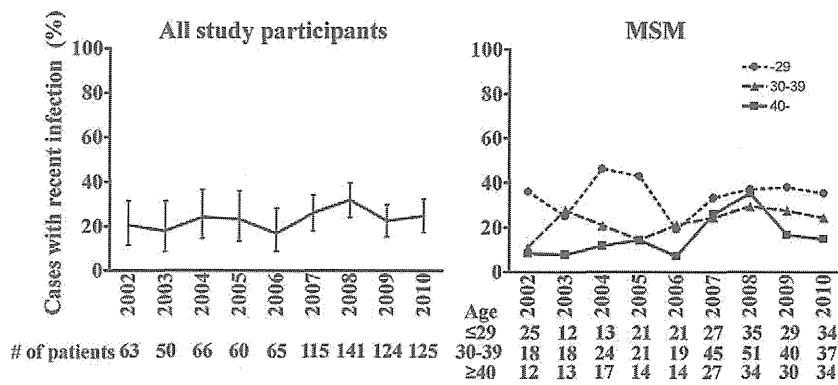 All study participants
Cases with recent infection (%)
100
80
60
40
20
0
2002 2003 2004 2005 2006 2007 2008 2009 2010
# of patients 63 50 66 60 65 115 141 124 125
MSM
-29
30-39
40-
100
80
60
40
20
0
2002 2003 2004 2005 2006 2007 2008 2009 2010
Age
≤29 25 12 13 21 21 27 35 29 34
30-39 18 18 24 21 19 45 51 40 37
≥40 12 13 17 14 14 27 34 30 34